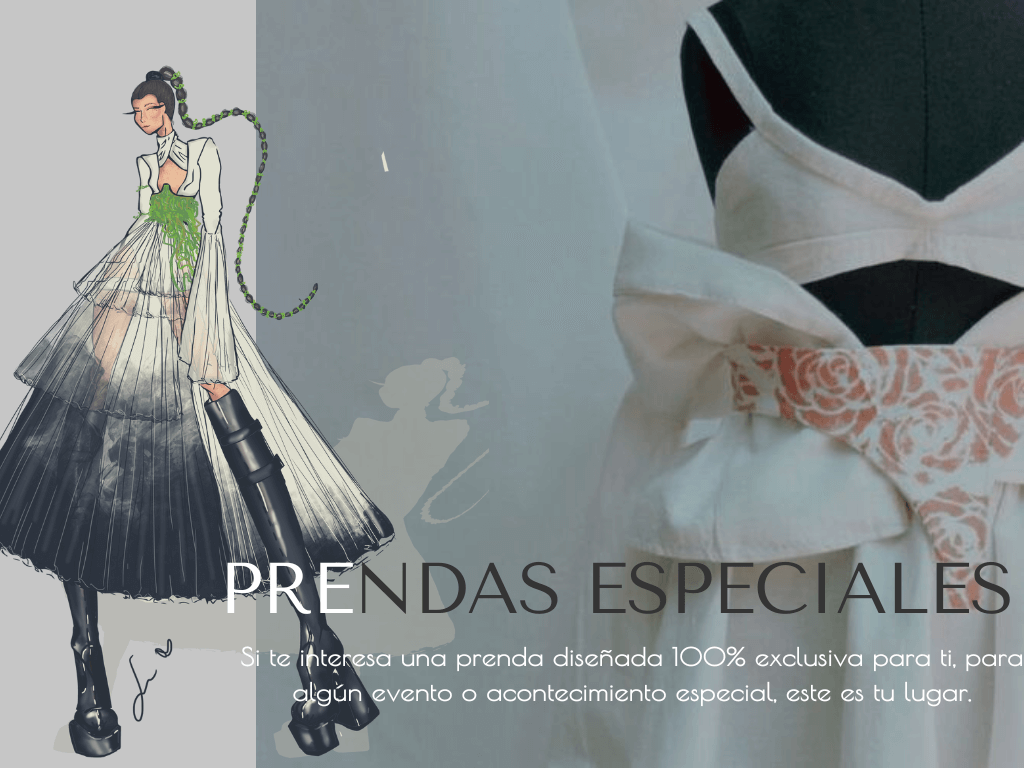 PRENDAS ESPECIALES
Si te interesa una prenda diseñada 100% exclusiva para ti, para
algún evento o acontecimiento especial, este es tu lugar.